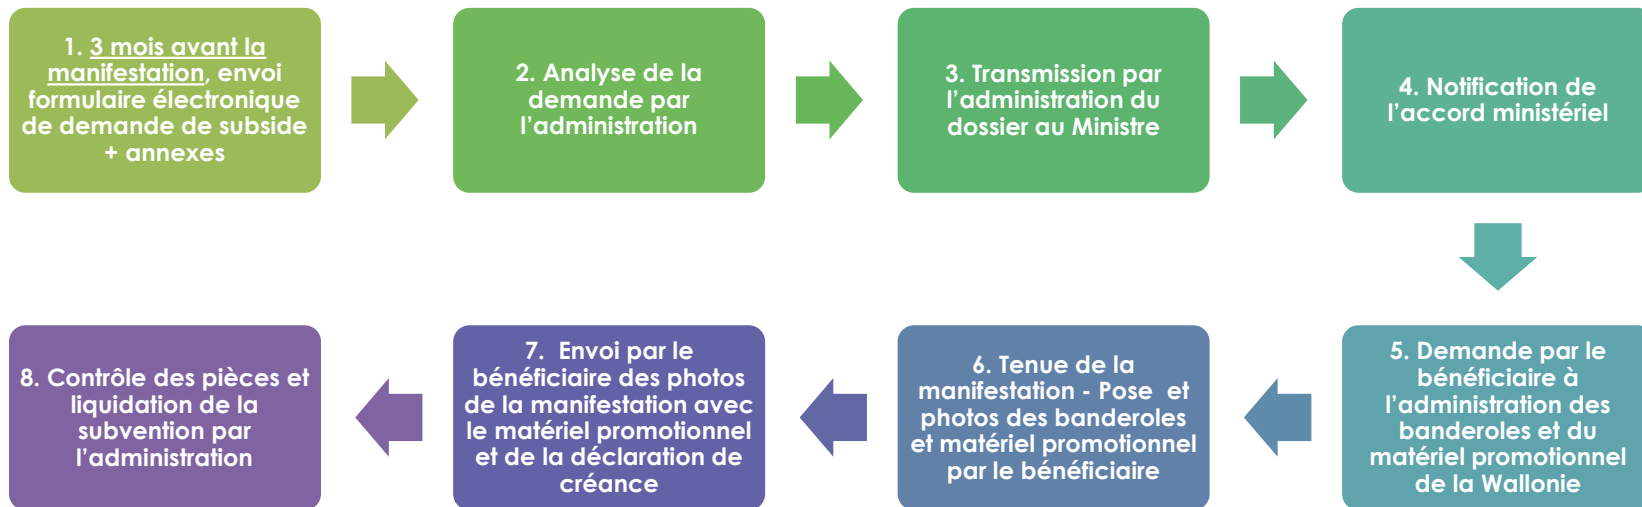 1. 3 mois avant la
manifestation, envoi
formulaire électronique
de demande de subside
+ annexes
2. Analyse de la
demande par
l’administration
3. Transmission par
l’administration du
dossier au Ministre
4. Notification de
l’accord ministériel
5. Demande par le
bénéficiaire à
l’administration des
banderoles et du
matériel promotionnel
de la Wallonie
6. Tenue de la
manifestation - Pose et
photos des banderoles
et matériel promotionnel
par le bénéficiaire
7. Envoi par le
bénéficiaire des photos
de la manifestation avec
le matériel promotionnel
et de la déclaration de
créance
8. Contrôle des pièces et
liquidation de la
subvention par
l’administration